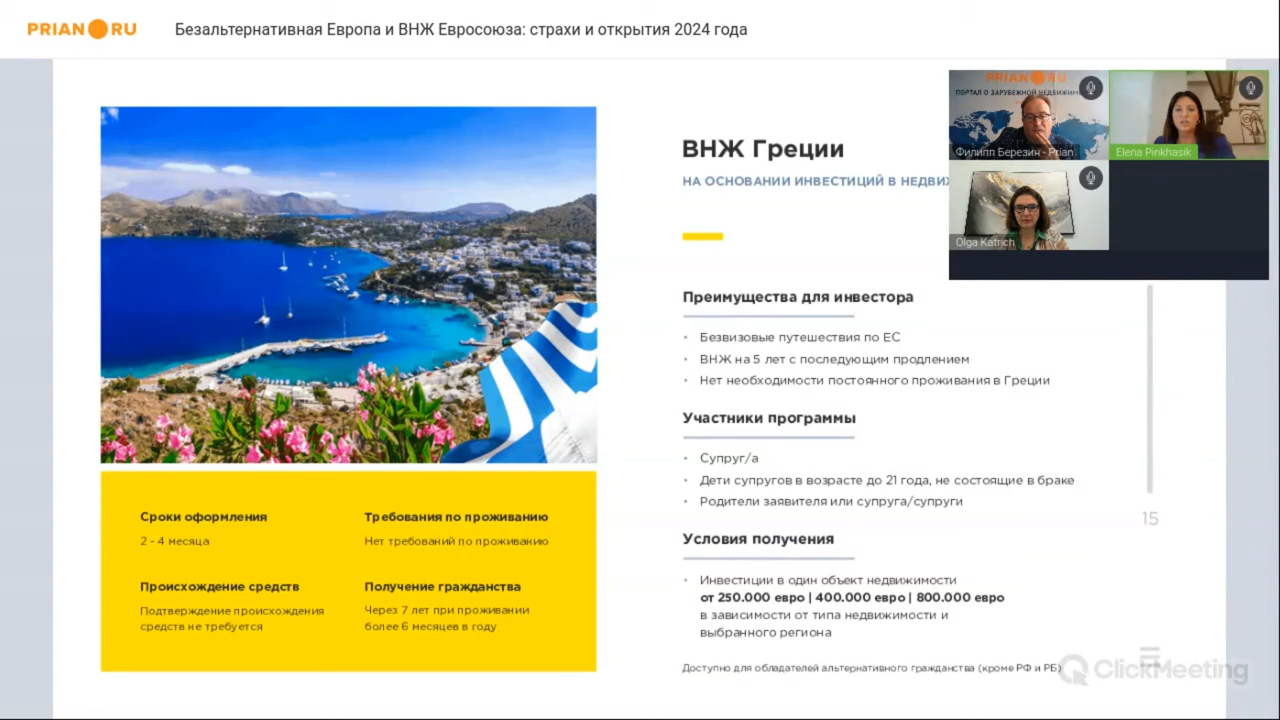 PRIAN RU
Безальтернативная Европа и ВНЖ Евросоюза: страхи и открытия 2024 года
PRIAN RU
ПОРТАЛ О ЗАРУБЕЖНОЙ
Филипп Березин - Prian
Elena Pinkhasik
Olga Katrich
ВНЖ Греции
НА ОСНОВАНИИ ИНВЕСТИЦИЙ В
Преимущества для инвестора
• Безвизовые путешествия по ЕС
• ВНЖ на 5 лет с последующим продлением
• Нет необходимости постоянного проживания в Греции
Участники программы
• Супруг/а
• Дети супругов в возрасте до 21 года, не состоящие в браке
• Родители заявителя или супруга/супруги
Условия получения
• Инвестиции в один объект недвижимости
от 250.000 евро | 400.000 евро | 800.000 евро
в зависимости от типа недвижимости и
выбранного региона
Доступно для обладателей альтернативного гражданства (кроме РФ и РБ)
15
Сроки оформления
2 - 4 месяца
Требования по проживанию
Нет требований по проживанию
Происхождение средств
Подтверждение происхождения
средств не требуется
Получение гражданства
Через 7 лет при проживании
более 6 месяцев в году
ClickMeeting